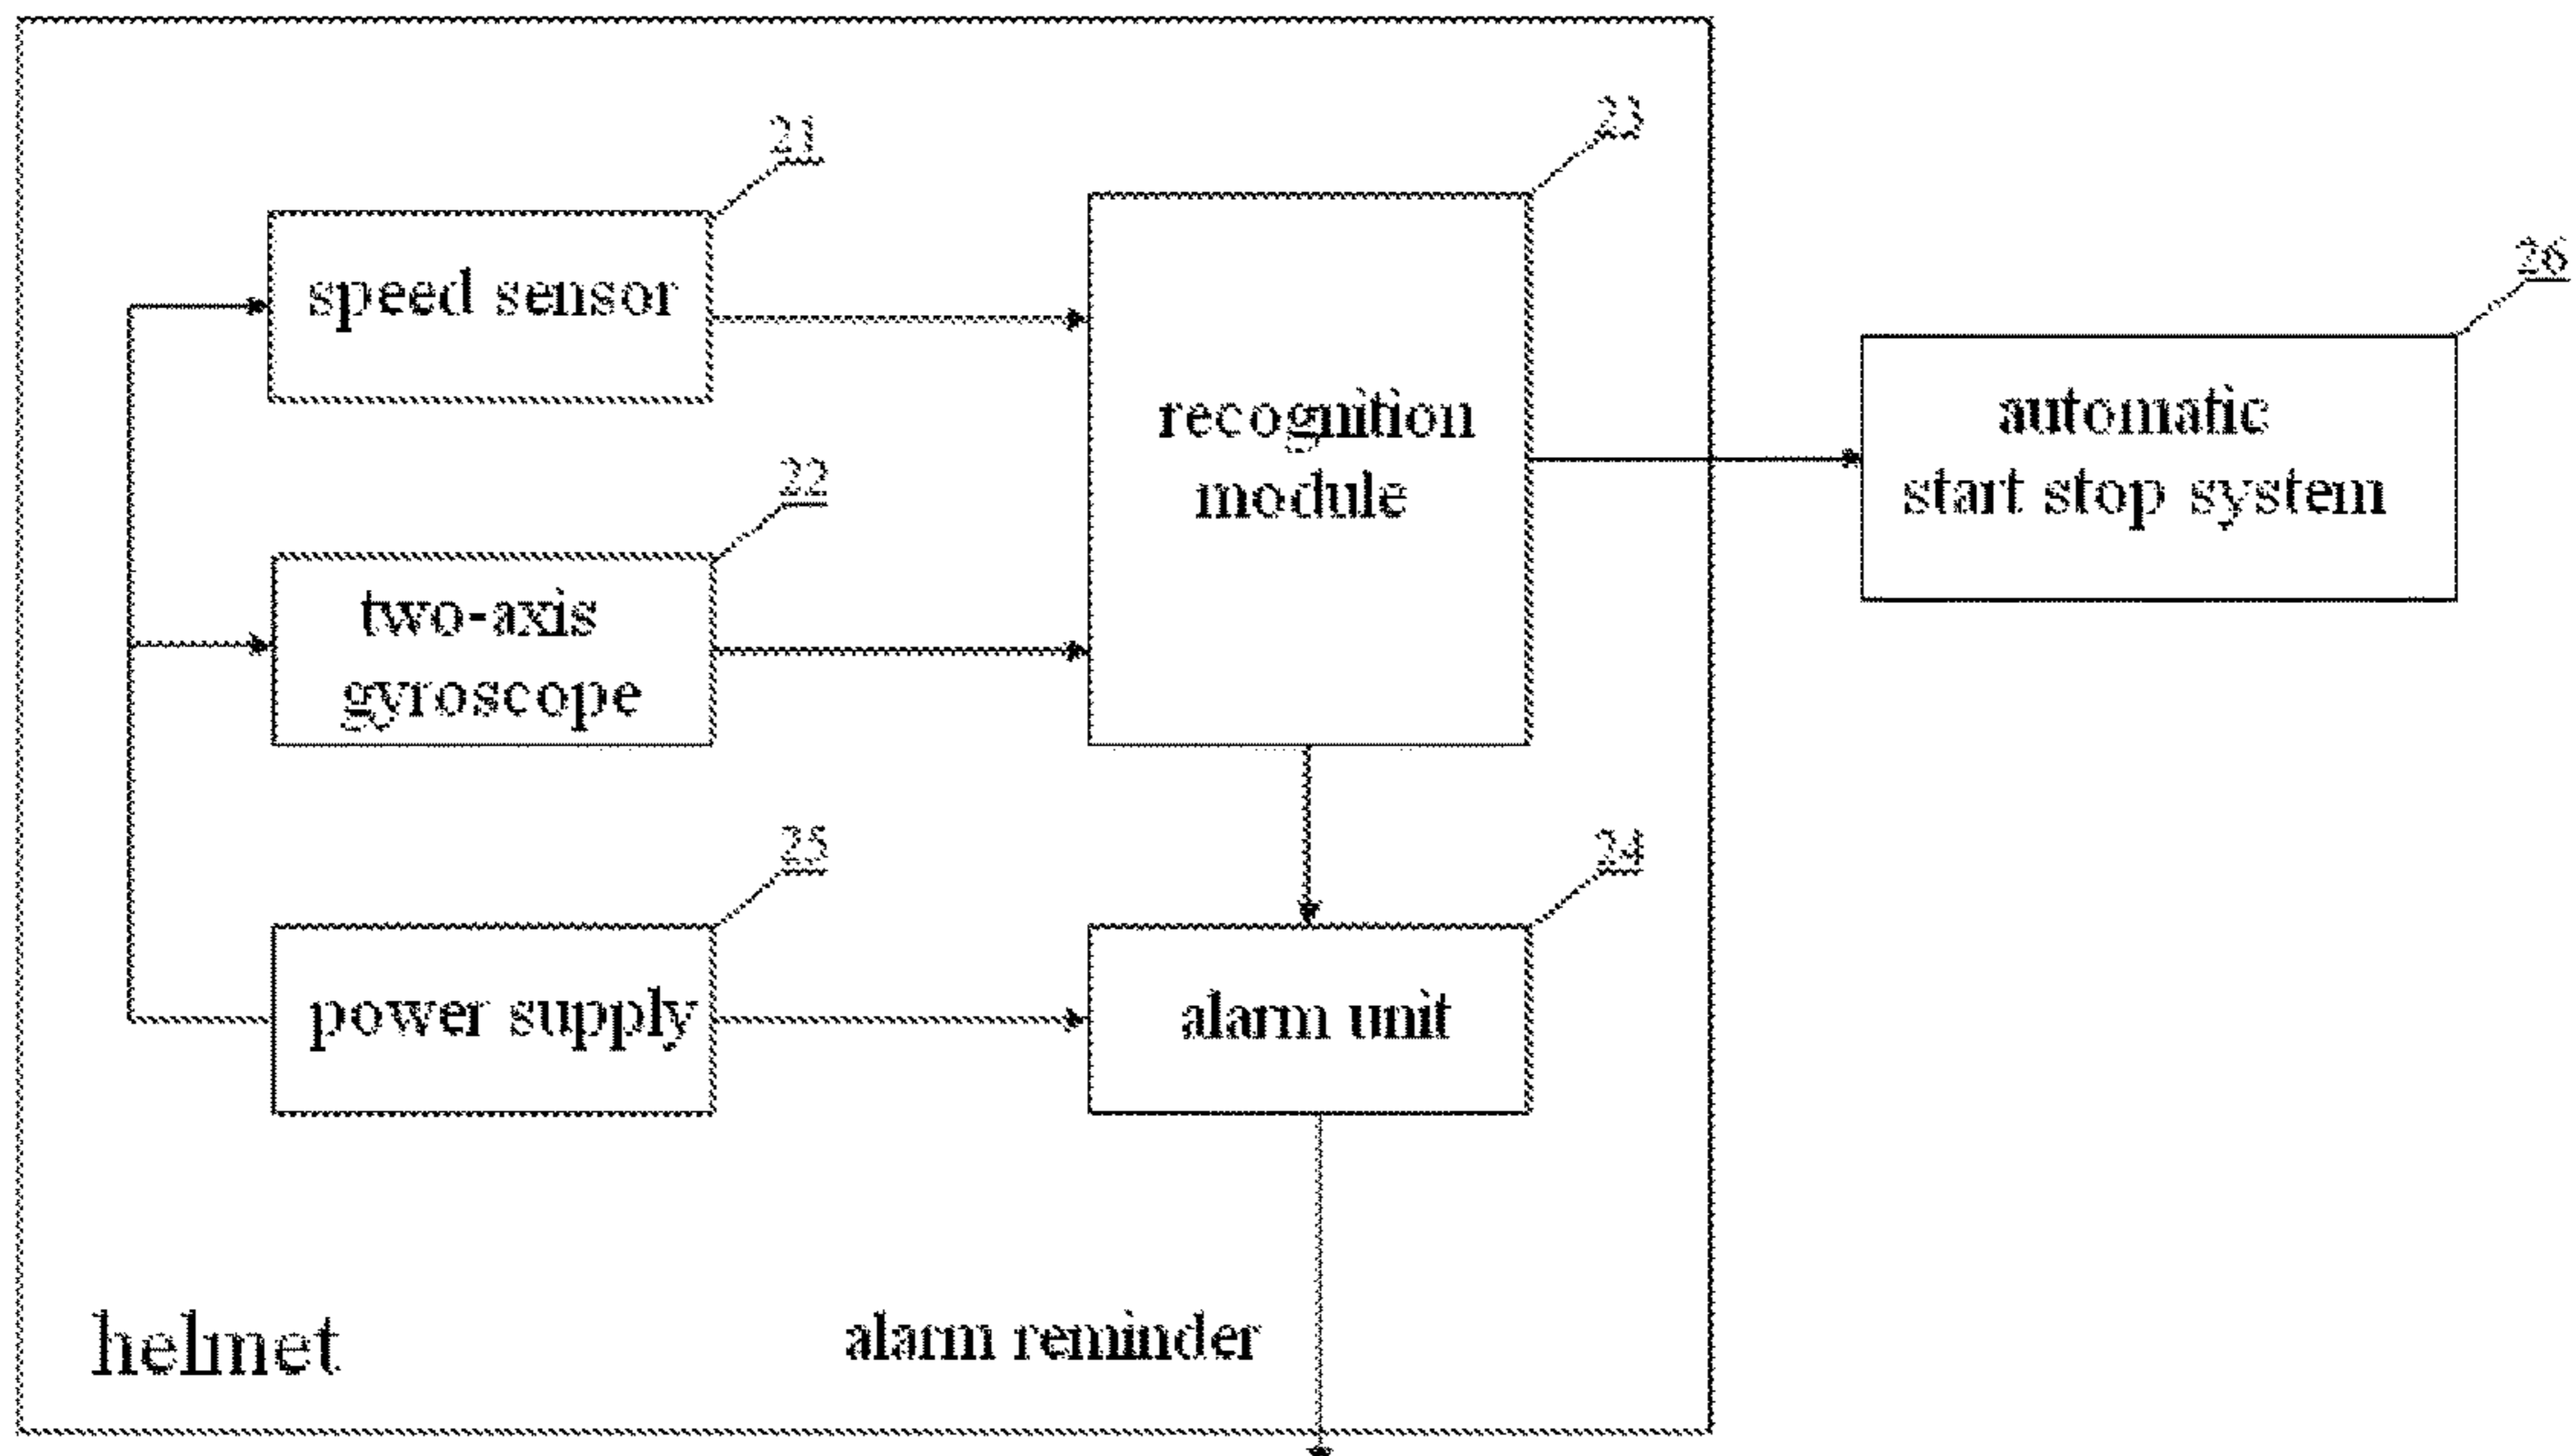 21
23
speed sensor
26
recognition
module
automatic
start stop system
22
two-axis
gyroscope
25
24
power supply
alarm unit
helmet
alarm reminder